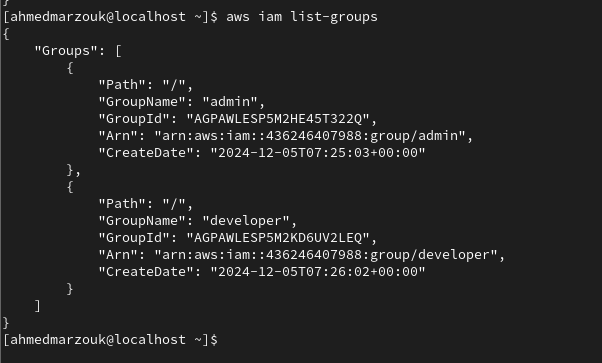 }
[ahmedmarzouk@localhost ~]$ aws iam list-groups
{
    "Groups": [
        {
            "Path": "/",
            "GroupName": "admin",
            "GroupId": "AGPAWLESP5M2HE45T322Q",
            "Arn": "arn:aws:iam::436246407988:group/admin",
            "CreateDate": "2024-12-05T07:25:03+00:00"
        },
        {
            "Path": "/",
            "GroupName": "developer",
            "GroupId": "AGPAWLESP5M2KD6UV2LEQ",
            "Arn": "arn:aws:iam::436246407988:group/developer",
            "CreateDate": "2024-12-05T07:26:02+00:00"
        }
    ]
}
[ahmedmarzouk@localhost ~]$